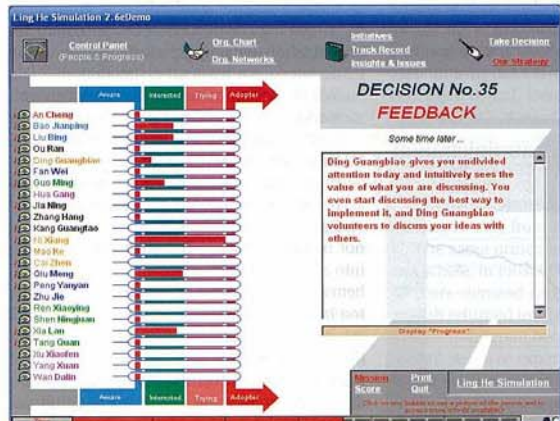 Ling He Simulation 2.6eDemo
Control Panel
(People & Progress)
Org. Chart
Org. Networks
Initiatives
Track Record
Insights & Issues
Take Decision
Our Strategy
Aware Interested Trying Adopter
An Cheng
Bao Jianping
Liu Bing
Ou Ran
Ding Guangbiao
Fan Wei
Guo Ming
Hua Gang
Jia Ning
Zhang Hang
Kang Guangtao
Ni Xiang
Mao Ke
Cai Zhen
Qiu Meng
Peng Yanyan
Zhu Jie
Ren Xiaoying
Shen Ningjuan
Xia Lan
Tang Quan
Xu Xiaofen
Yang Xuan
Wan Dalin
Aware Interested Trying Adopter
DECISION No.35
FEEDBACK
Some time later ...
Ding Guangbiao gives you undivided
attention today and intuitively sees the
value of what you are discussing. You
even start discussing the best way to
implement it, and Ding Guangbiao
volunteers to discuss your ideas with
others.
Display "Progress"
Mission
Score
Print
Quit
Ling He Simulation